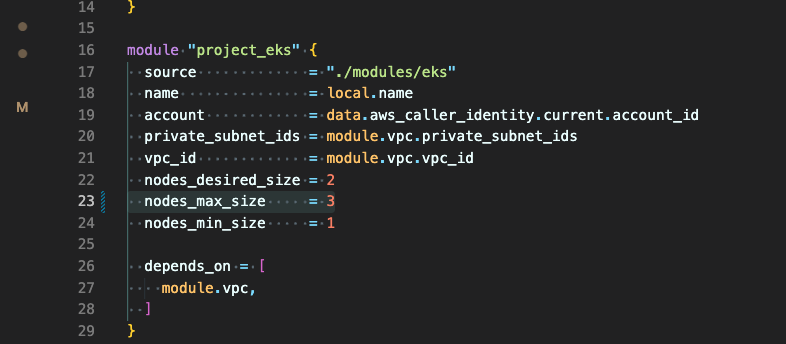 14 }
15
16 module "project_eks" {
17 source = "./modules/eks"
18 name = local.name
19 account = data.aws_caller_identity.current.account_id
20 private_subnet_ids = module.vpc.private_subnet_ids
21 vpc_id = module.vpc.vpc_id
22 nodes_desired_size = 2
M
23 nodes_max_size = 3
24 nodes_min_size = 1
25
26 depends_on = [
27 module.vpc,
28 ]
29 }